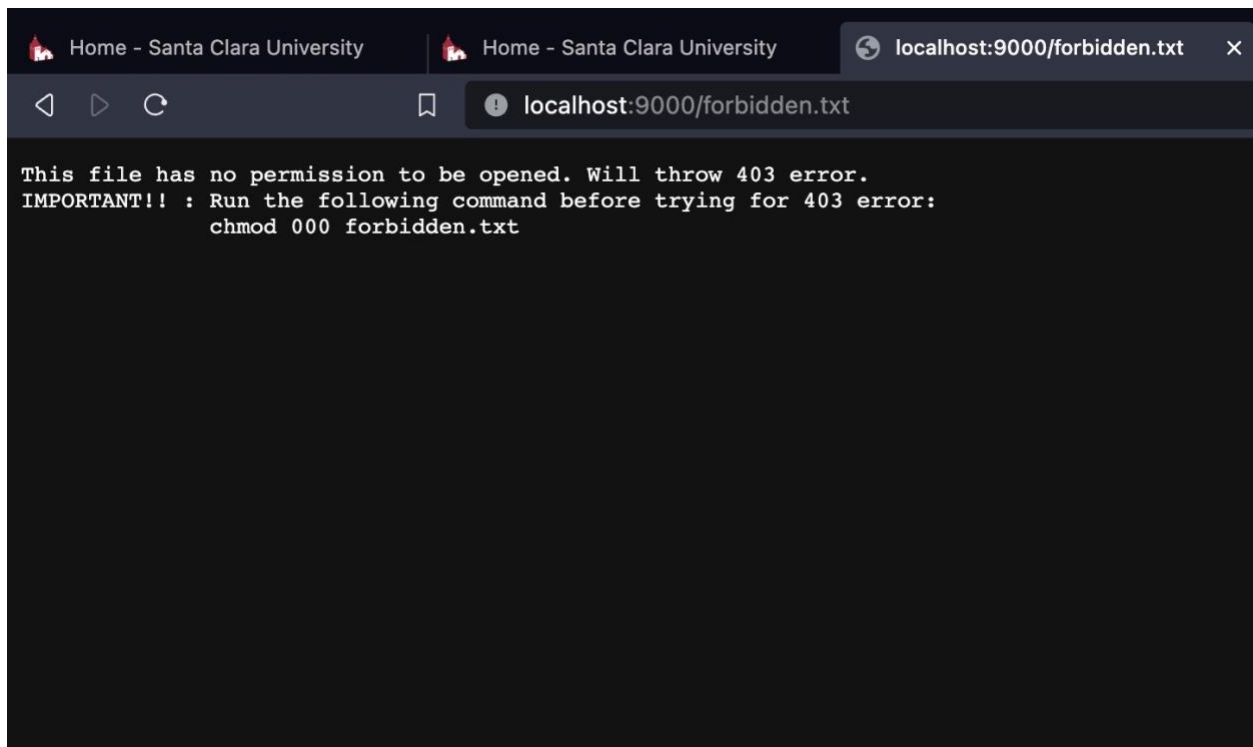 Home - Santa Clara University
Home - Santa Clara University
localhost:9000/forbidden.txt
localhost:9000/forbidden.txt
This file has no permission to be opened. Will throw 403 error.
IMPORTANT!! : Run the following command before trying for 403 error:
chmod 000 forbidden.txt